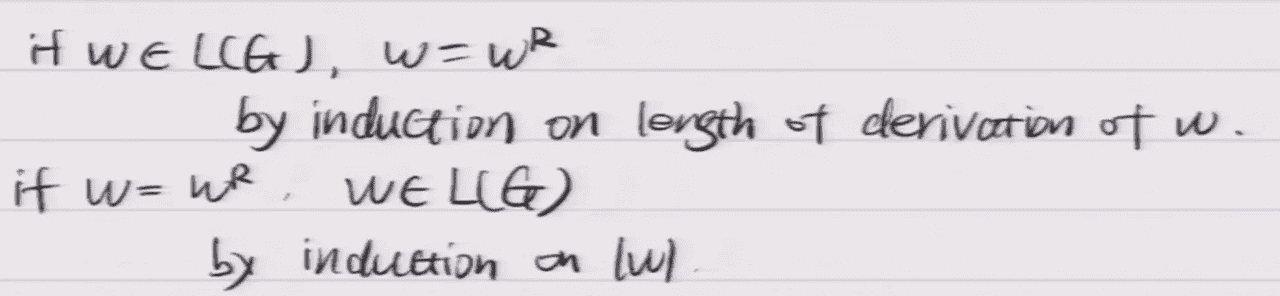 if w ∈ L(G), w = w^R
by induction on length of derivation of w.
if w = w^R, w ∈ L(G)
by induction on |w|.